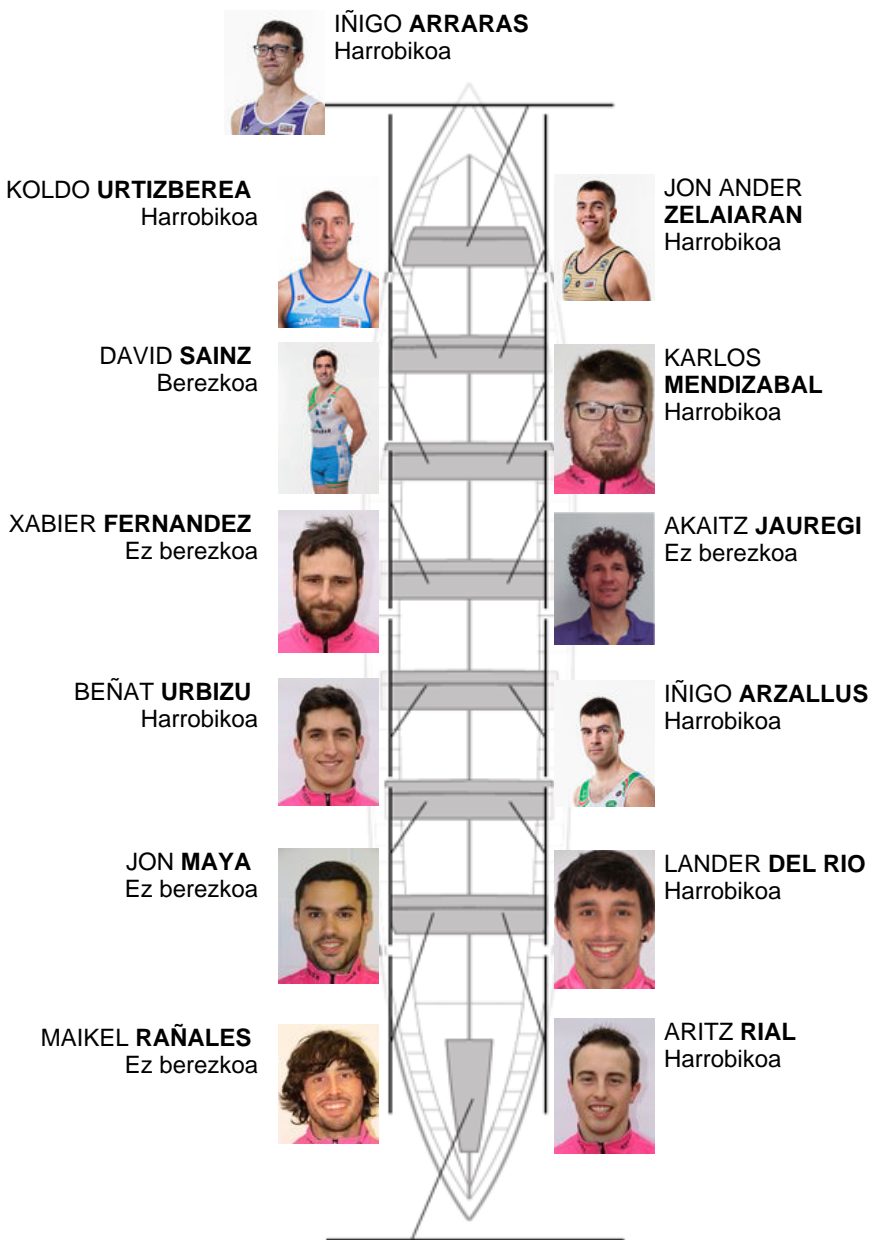 IÑIGO ARRARAS
Harrobikoa
KOLDO URTIZBEREA
Harrobikoa
JON ANDER
ZELAIARAN
Harrobikoa
DAVID SAINZ
Berezkoa
KARLOS
MENDIZABAL
Harrobikoa
XABIER FERNANDEZ
Ez berezkoa
AKAITZ JAUREGI
Ez berezkoa
BEÑAT URBIZU
Harrobikoa
IÑIGO ARZALLUS
Harrobikoa
JON MAYA
Ez berezkoa
LANDER DEL RIO
Harrobikoa
MAIKEL RAÑALES
Ez berezkoa
ARITZ RIAL
Harrobikoa